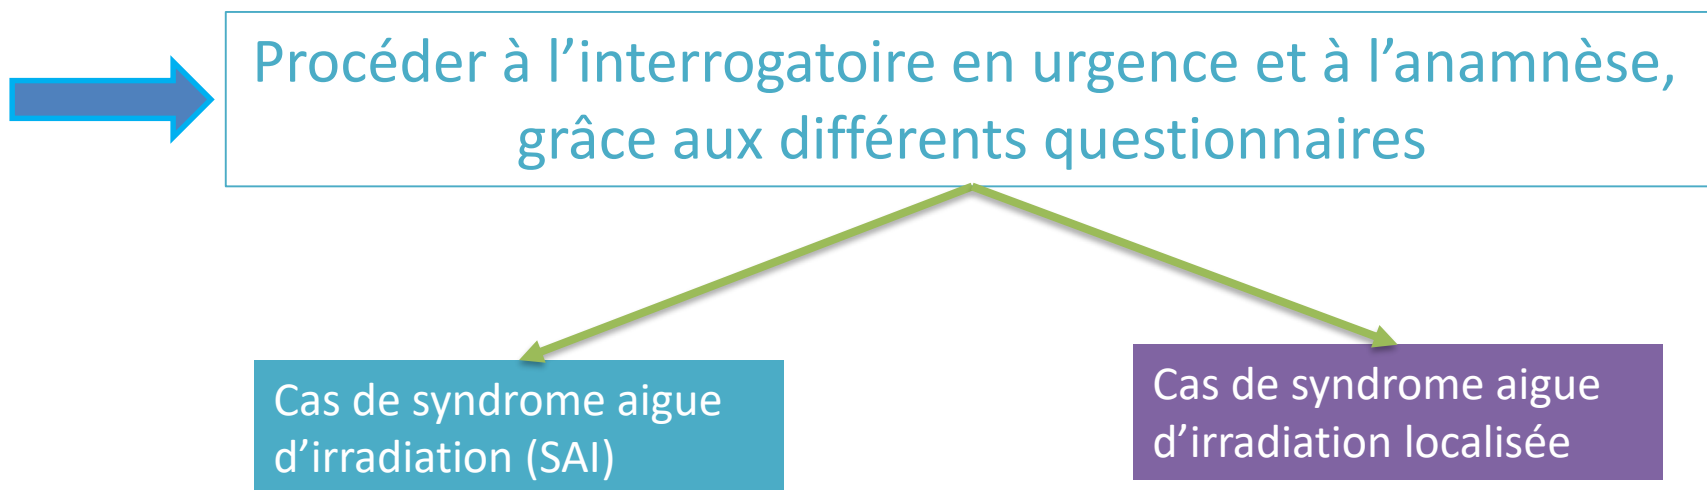 Procéder à l’interrogatoire en urgence et à l’anamnèse,
grâce aux différents questionnaires
Cas de syndrome aigue
d’irradiation (SAI)
Cas de syndrome aigue
d’irradiation localisée